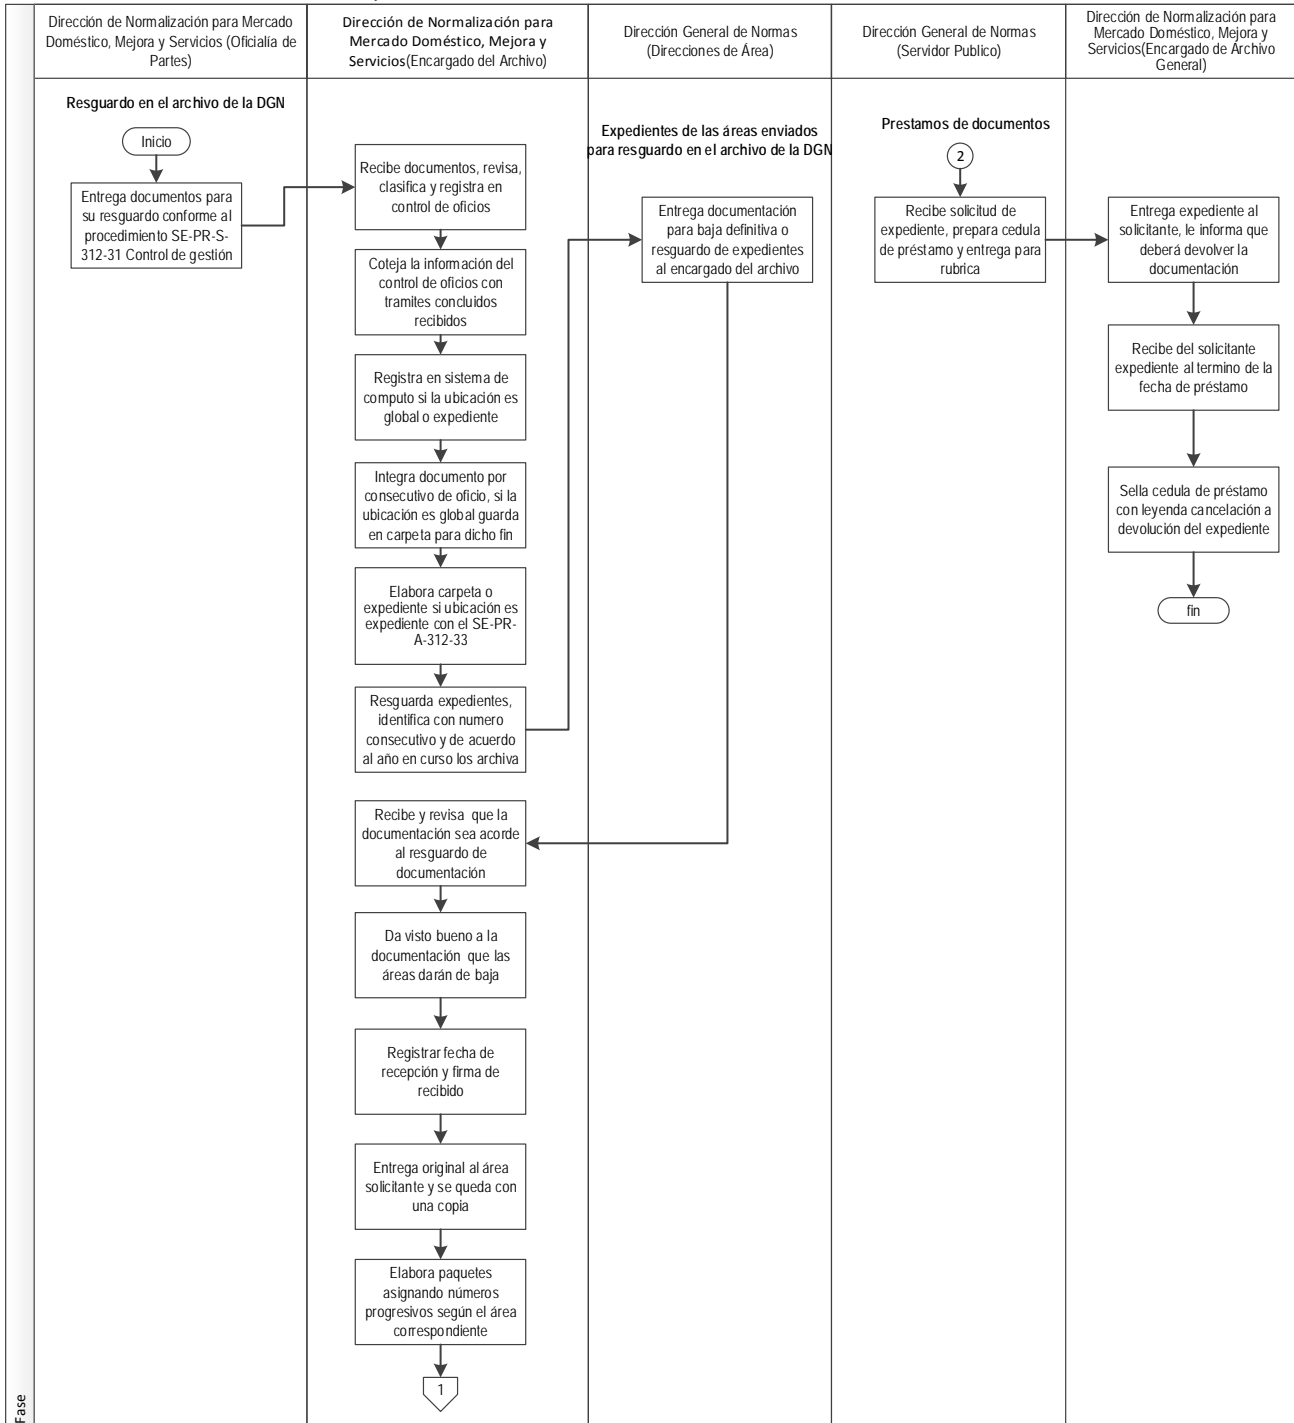 Dirección de Normalización para Mercado
Doméstico, Mejora y Servicios (Oficialía de
Partes)
Dirección de Normalización para
Mercado Doméstico, Mejora y
Servicios(Encargado del Archivo)
Dirección General de Normas
(Direcciones de Área)
Dirección General de Normas
(Servidor Publico)
Dirección de Normalización para
Mercado Doméstico, Mejora y
Servicios(Encargado de Archivo
General)
Resguardo en el archivo de la DGN
Inicio
Entrega documentos para
su resguardo conforme al
procedimiento SE-PR-S-
312-31 Control de gestión
Recibe documentos, revisa,
clasifica y registra en
control de oficios
Coteja la información del
control de oficios con
tramites concluidos
recibidos
Registra en sistema de
computo si la ubicación es
global o expediente
Integra documento por
consecutivo de oficio, si la
ubicación es global guarda
en carpeta para dicho fin
Elabora carpeta o
expediente si ubicación es
expediente con el SE-PR-
A-312-33
Resguarda expedientes,
identifica con numero
consecutivo y de acuerdo
al año en curso los archiva
Expedientes de las áreas enviados
para resguardo en el archivo de la DGN
Entrega documentación
para baja definitiva o
resguardo de expedientes
al encargado del archivo
Recibe y revisa que la
documentación sea acorde
al resguardo de
documentación
Da visto bueno a la
documentación que las
áreas darán de baja
Registrar fecha de
recepción y firma de
recibido
Entrega original al área
solicitante y se queda con
una copia
Elabora paquetes
asignando números
progresivos según el área
correspondiente
1
Prestamos de documentos
2
Recibe solicitud de
expediente, prepara cedula
de préstamo y entrega para
rubrica
Entrega expediente al
solicitante, le informa que
deberá devolver la
documentación
Recibe del solicitante
expediente al termino de la
fecha de préstamo
Sella cedula de préstamo
con leyenda cancelación a
devolución del expediente
fin
Fase